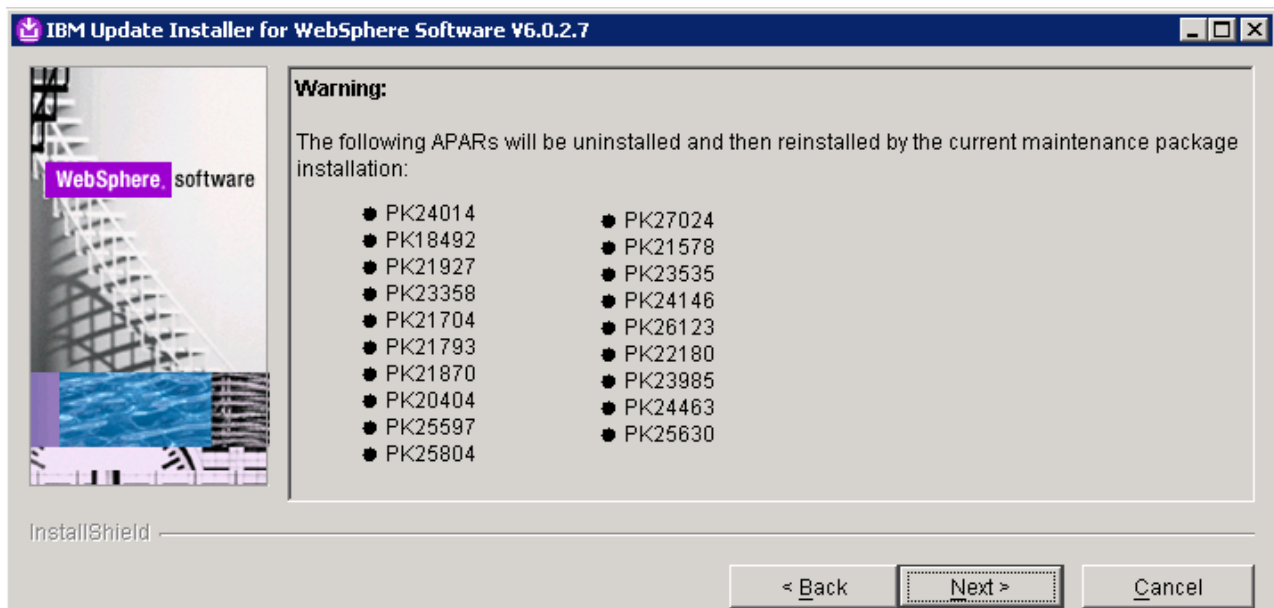 IBM Update Installer for WebSphere Software V6.0.2.7
WebSphere. software
Warning:
The following APARs will be uninstalled and then reinstalled by the current maintenance package
installation:
PK24014
PK18492
PK21927
PK23358
PK21704
PK21793
PK21870
PK20404
PK25597
PK25804
PK27024
PK21578
PK23535
PK24146
PK26123
PK22180
PK23985
PK24463
PK25630
InstallShield
< Back
Next >
Cancel